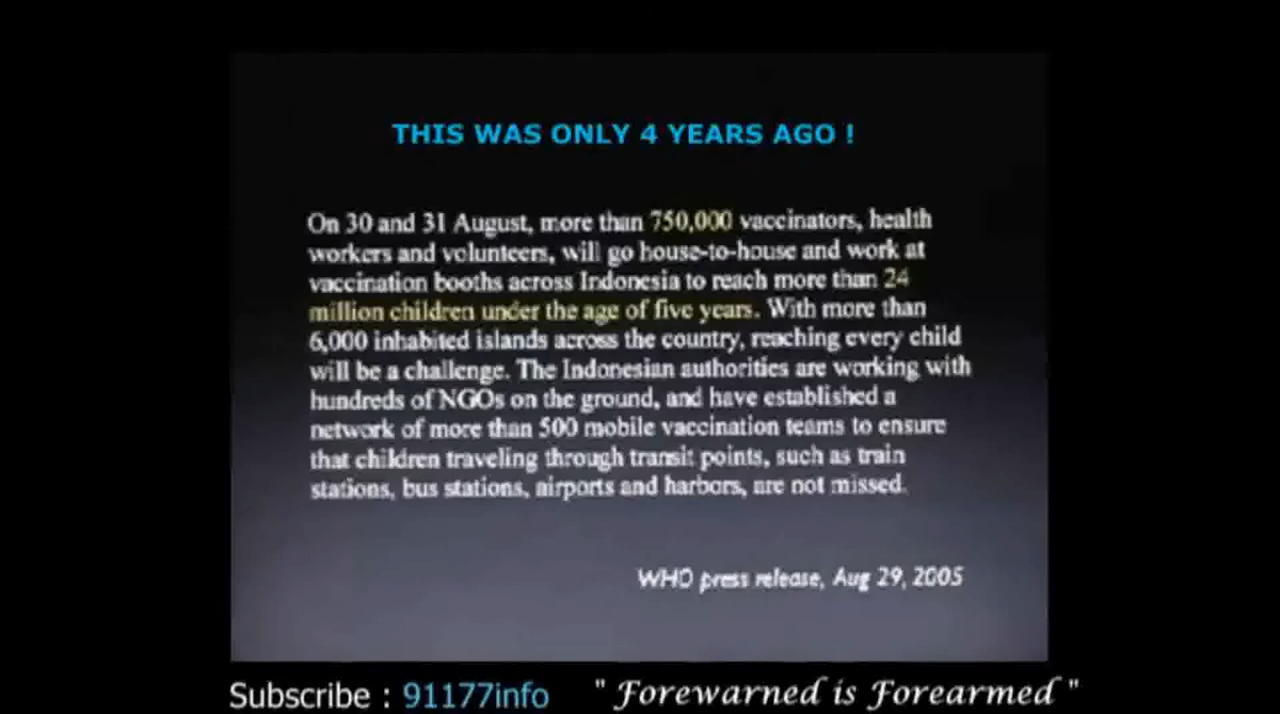 THIS WAS ONLY 4 YEARS AGO !
On 30 and 31 August, more than 750,000 vaccinators, health
workers and volunteers, will go house-to-house and work at
vaccination booths across Indonesia to reach more than 24
million children under the age of five years. With more than
6,000 inhabited islands across the country, reaching every child
will be a challenge. The Indonesian authorities are working with
hundreds of NGOs on the ground, and have established a
network of more than 500 mobile vaccination teams to ensure
that children traveling through transit points, such as train
stations, bus stations, airports and harbors, are not missed.
WHO press release, Aug 29, 2005
Subscribe : 91177info " Forewarned is Forearmed "